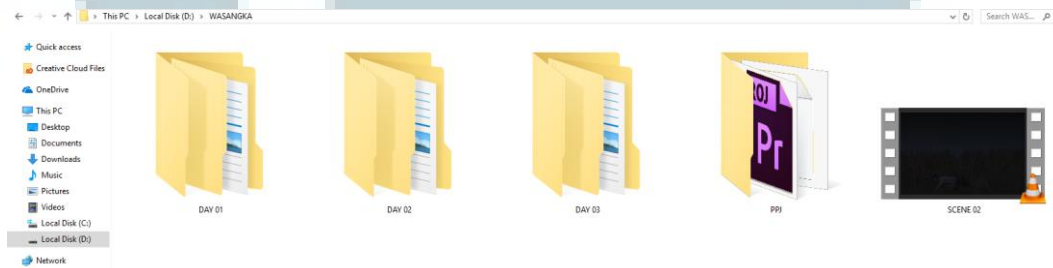 This PC > Local Disk (D:) > WASANGKA
Search WAS...
Quick access
Creative Cloud Files
OneDrive
This PC
Desktop
Documents
Downloads
Music
Pictures
Videos
Local Disk (C:)
Local Disk (D:)
Network
ROJ
Pr
DAY 01
DAY 02
DAY 03
PPJ
SCENE 02